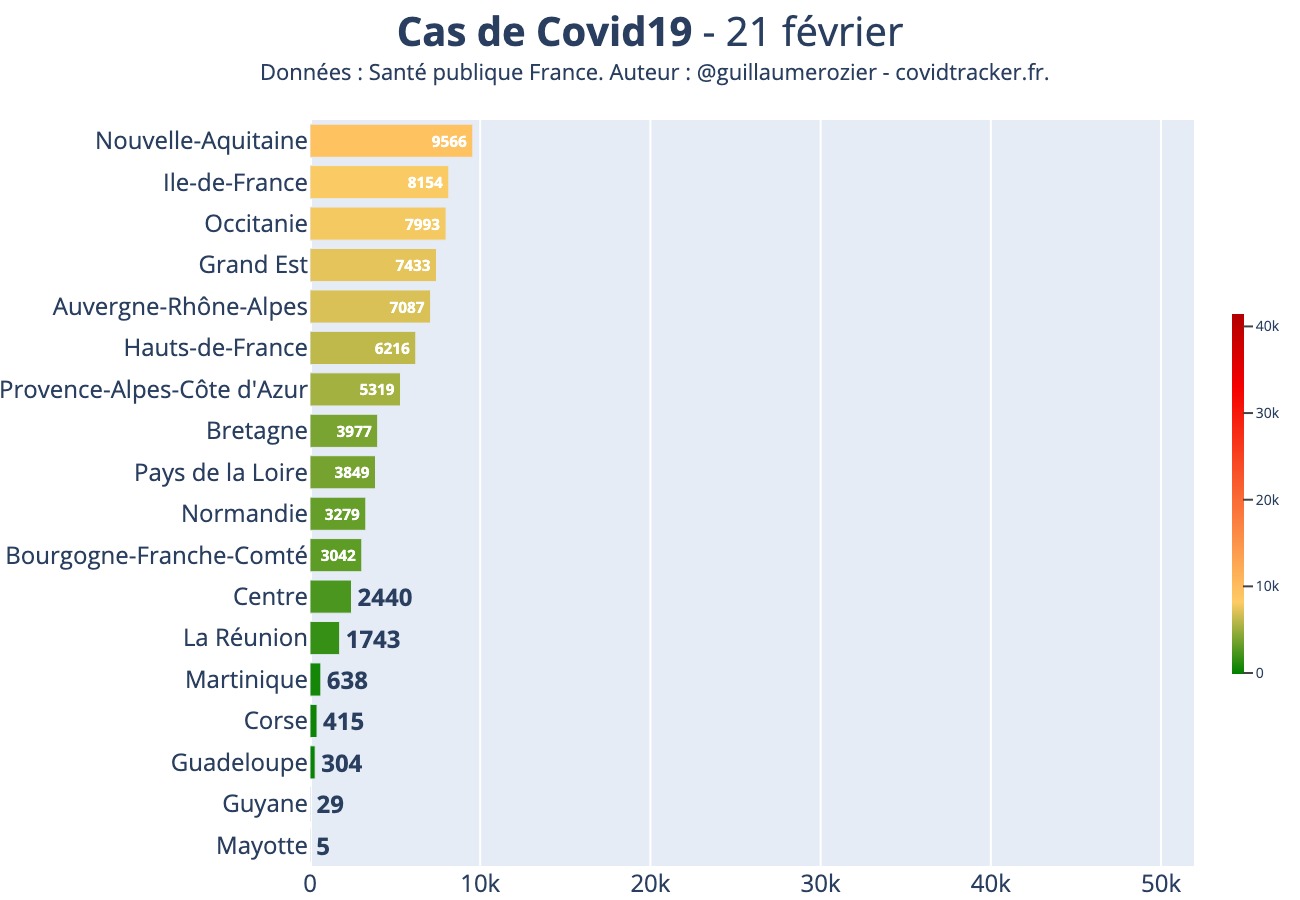 Cas de Covid19 - 21 février
Données : Santé publique France. Auteur : @guillaumerozier - covidtracker.fr.
Nouvelle-Aquitaine 9566
Ile-de-France 8154
Occitanie 7993
Grand Est 7433
Auvergne-Rhône-Alpes 7087
Hauts-de-France 6216
Provence-Alpes-Côte d'Azur 5319
Bretagne 3977
Pays de la Loire 3849
Normandie 3279
Bourgogne-Franche-Comté 3042
Centre 2440
La Réunion 1743
Martinique 638
Corse 415
Guadeloupe 304
Guyane 29
Mayotte 5
0 10k 20k 30k 40k 50k
40k
30k
20k
10k
0